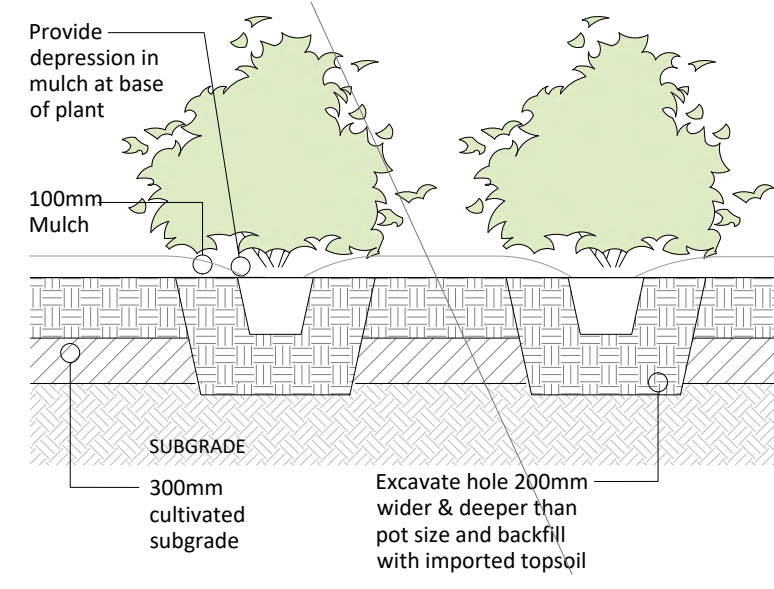 Provide
depression in
mulch at base
of plant
100mm
Mulch
SUBGRADE
300mm
cultivated
subgrade
Excavate hole 200mm
wider & deeper than
pot size and backfill
with imported topsoil